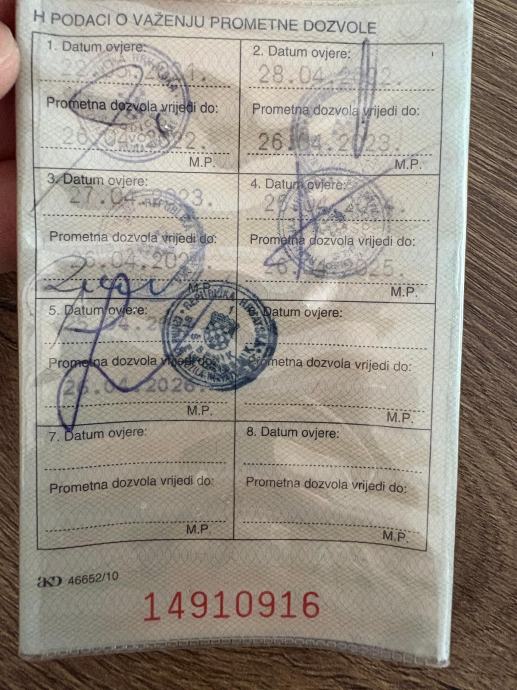 H PODACI O VAŽENJU PROMETNE DOZVOLE
1. Datum ovjere:
Prometna dozvola vrijedi do:
26.04.2022.
M.P.
2. Datum ovjere:
28.04.2022
Prometna dozvola vrijedi do:
26.04.2023.
M.P.
3. Datum ovjere:
27.04.2023.
Prometna dozvola vrijedi do:
M.P.
4. Datum ovjere:
Prometna dozvola vrijedi do:
M.P.
5. Datum ovjere:
Prometna dozvola vrijedi do:
26.04.2026
M.P.
Datum ovjere:
Prometna dozvola vrijedi do:
M.P.
REPUBLIKA HRVATSKA
7. Datum ovjere:
Prometna dozvola vrijedi do:
M.P.
8. Datum ovjere:
Prometna dozvola vrijedi do:
M.P.
AKD 46652/10
14910916